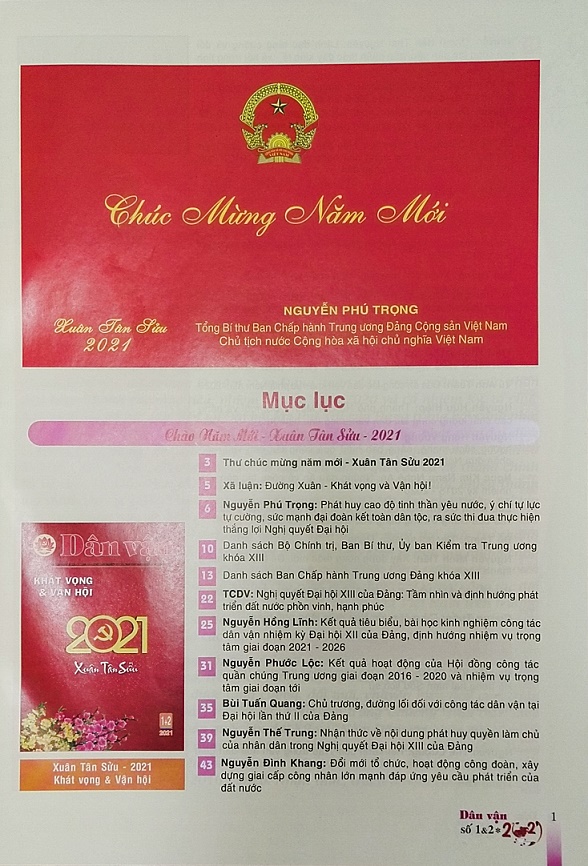 Chúc Mừng Năm Mới
Xuân Tân Sửu
2021
NGUYỄN PHÚ TRỌNG
Tổng Bí thư Ban Chấp hành Trung ương Đảng Cộng sản Việt Nam
Chủ tịch nước Cộng hòa xã hội chủ nghĩa Việt Nam
Mục lục
Chào Năm Mới - Xuân Tân Sửu - 2021
3 Thư chúc mừng năm mới - Xuân Tân Sửu 2021
5 Xã luận: Đường Xuân - Khát vọng và Vận hội!
6 Nguyễn Phú Trọng: Phát huy cao độ tinh thần yêu nước, ý chí tự lực
tự cường, sức mạnh đại đoàn kết toàn dân tộc, ra sức thi đua thực hiện
thắng lợi Nghị quyết Đại hội
10 Danh sách Bộ Chính trị, Ban Bí thư, Ủy ban Kiểm tra Trung ương
khóa XIII
13 Danh sách Ban Chấp hành Trung ương Đảng khóa XIII
22 TCDV: Nghị quyết Đại hội XIII của Đảng: Tầm nhìn và định hướng phát
triển đất nước phồn vinh, hạnh phúc
25 Nguyễn Hồng Lĩnh: Kết quả tiêu biểu, bài học kinh nghiệm công tác
dân vận nhiệm kỳ Đại hội XII của Đảng, định hướng nhiệm vụ trọng
tâm giai đoạn 2021 - 2026
31 Nguyễn Phước Lộc: Kết quả hoạt động của Hội đồng công tác
quần chúng Trung ương giai đoạn 2016 - 2020 và nhiệm vụ trọng
tâm giai đoạn tới
35 Bùi Tuấn Quang: Chủ trương, đường lối đối với công tác dân vận tại
Đại hội lần thứ II của Đảng
39 Nguyễn Thế Trung: Nhận thức về nội dung phát huy quyền làm chủ
của nhân dân trong Nghị quyết Đại hội XIII của Đảng
43 Nguyễn Đình Khang: Đổi mới tổ chức, hoạt động công đoàn, xây
dựng giai cấp công nhân lớn mạnh đáp ứng yêu cầu phát triển của
đất nước
Dân vận
KHÁT VỌNG
& VẬN HỘI
2021
Xuân Tân Sửu
1+2
2021
Xuân Tân Sửu - 2021
Khát vọng & Vận hội
Dân vận
số 1&2*
1